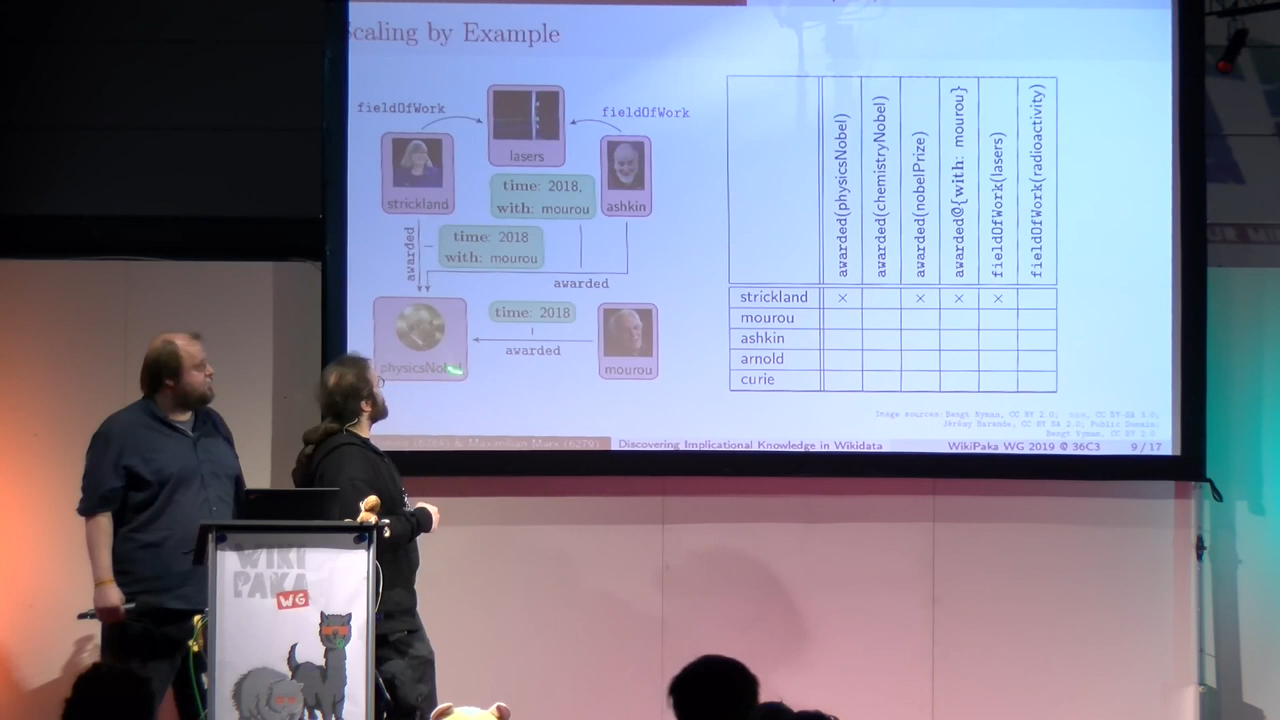 Scaling by Example
fieldOfWork
fieldOfWork
lasers
strickland
time: 2018,
with: mourou
ashkin
awarded
time: 2018
with: mourou
awarded
time: 2018
awarded
physicsNobel
mourou
awarded(physicsNobel)
awarded(chemistryNobel)
awarded(nobelPrize)
awarded@{with: mourou}
fieldOfWork(lasers)
fieldOfWork(radioactivity)
strickland × × × ×
mourou
ashkin
arnold
curie
Image sources: Bengt Nyman, CC BY 2.0; CC BY-SA 3.0;
Jérémy Barande, CC BY SA 2.0; Public Domain;
Bengt Nyman, CC BY 2.0
(6284) & Maximilian Marx (6279) Discovering Implicational Knowledge in Wikidata WikiPaka WG 2019 @ 36C3 9 / 17
WIKI
PAKA
WG